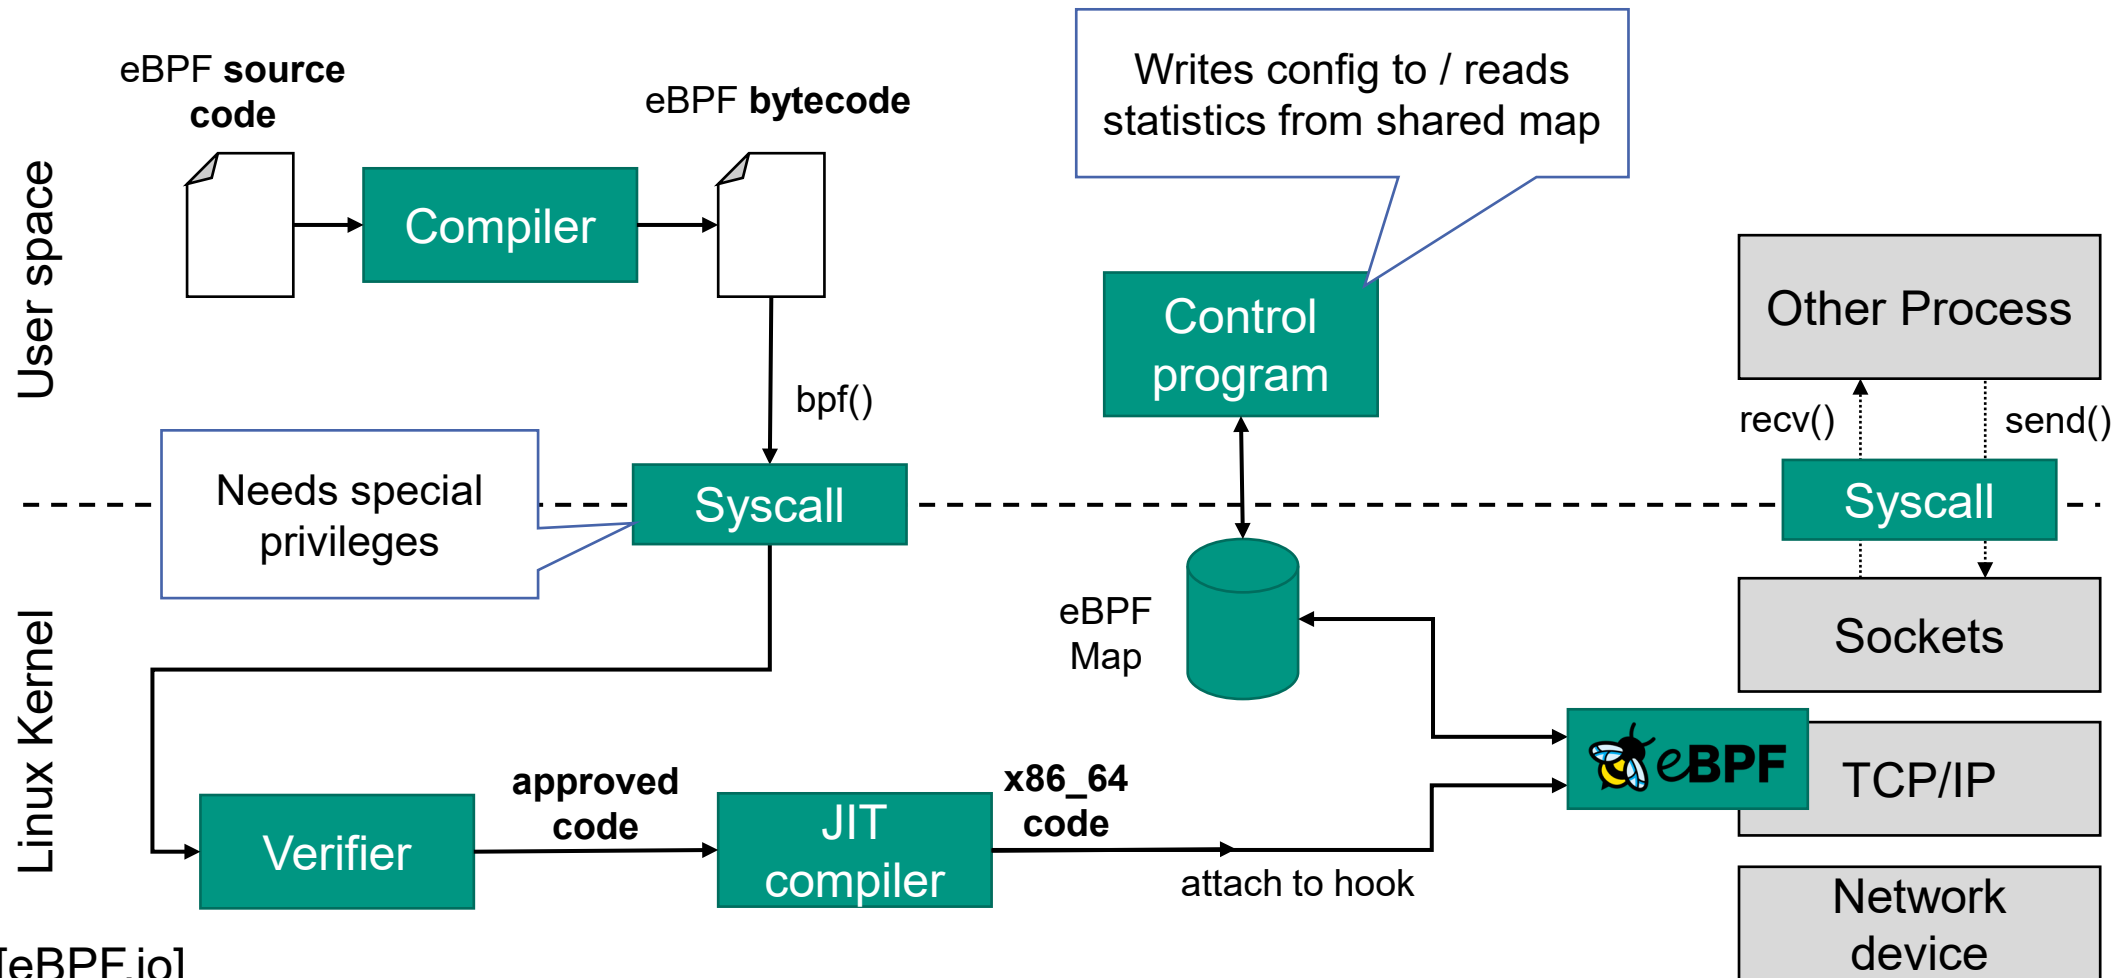 eBPF source
code
eBPF bytecode
Writes config to / reads
statistics from shared map
User space
Compiler
Control
program
Other Process
bpf()
recv()
send()
Needs special
privileges
Syscall
Syscall
Linux Kernel
eBPF
Map
Sockets
eBPF
TCP/IP
approved
code
x86_64
code
Verifier
JIT
compiler
attach to hook
Network
device
[eBPF.io]